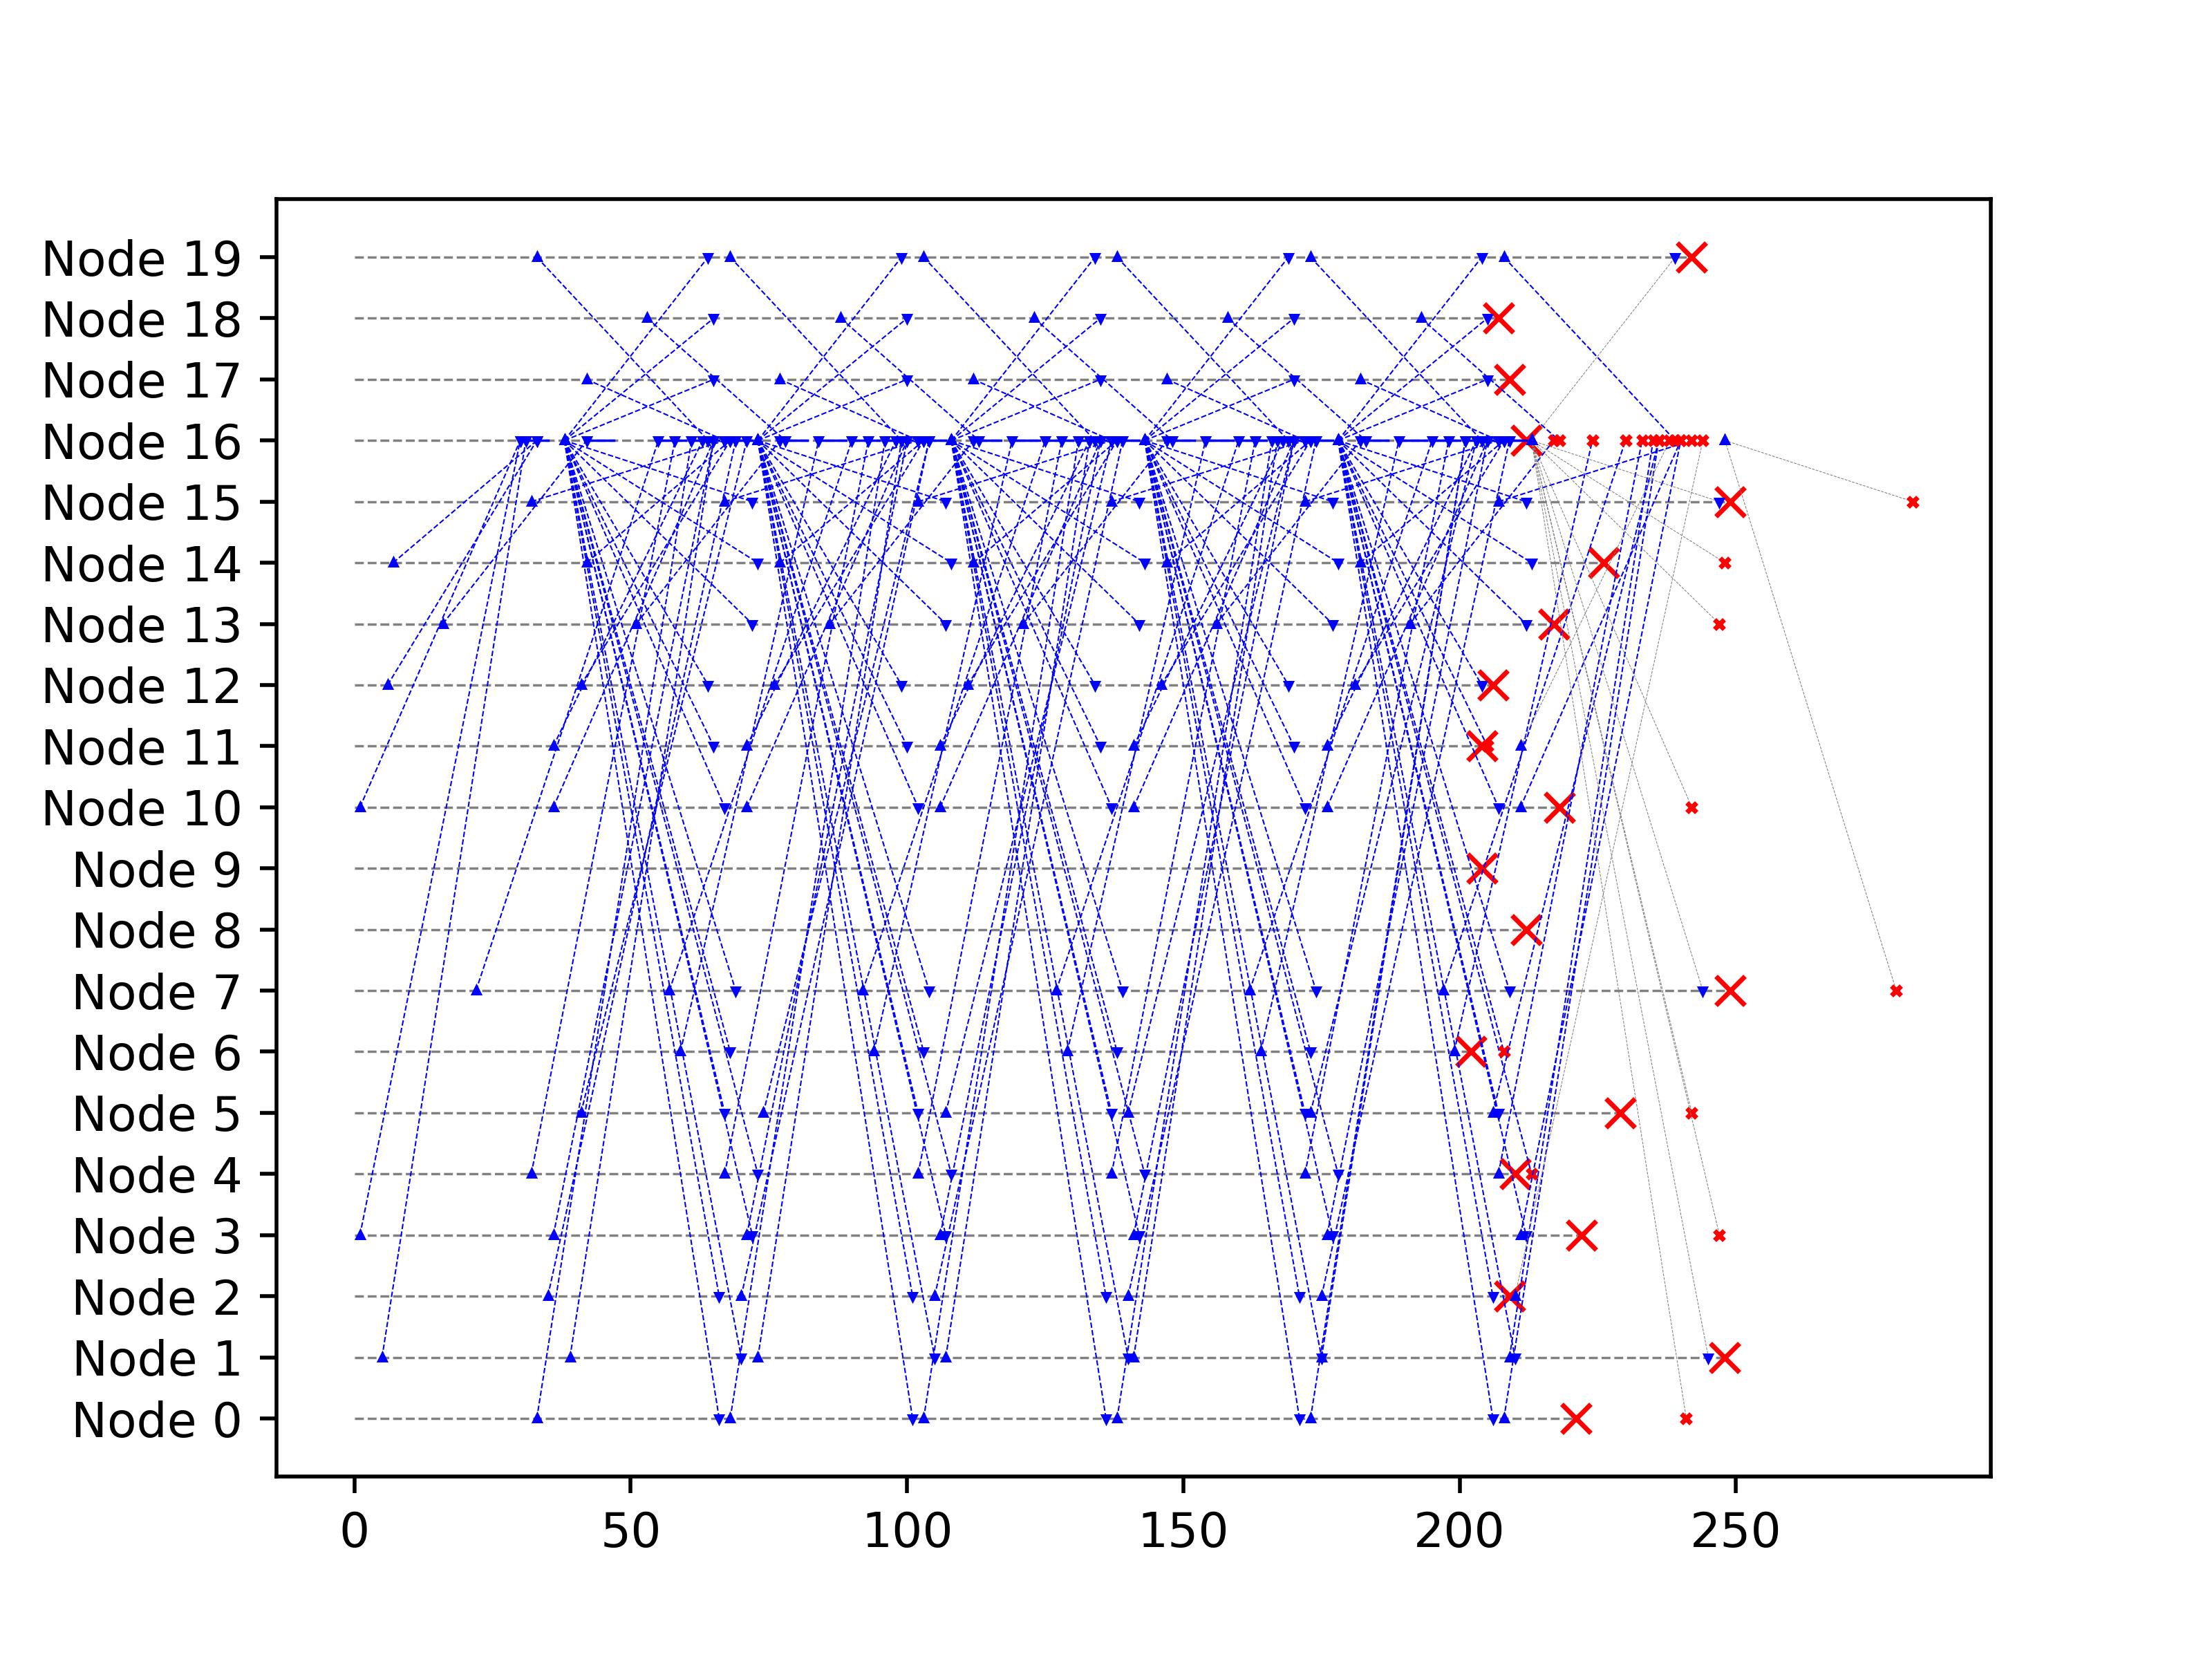 Node 19
Node 18
Node 17
Node 16
Node 15
Node 14
Node 13
Node 12
Node 11
Node 10
Node 9
Node 8
Node 7
Node 6
Node 5
Node 4
Node 3
Node 2
Node 1
Node 0
0 50 100 150 200 250